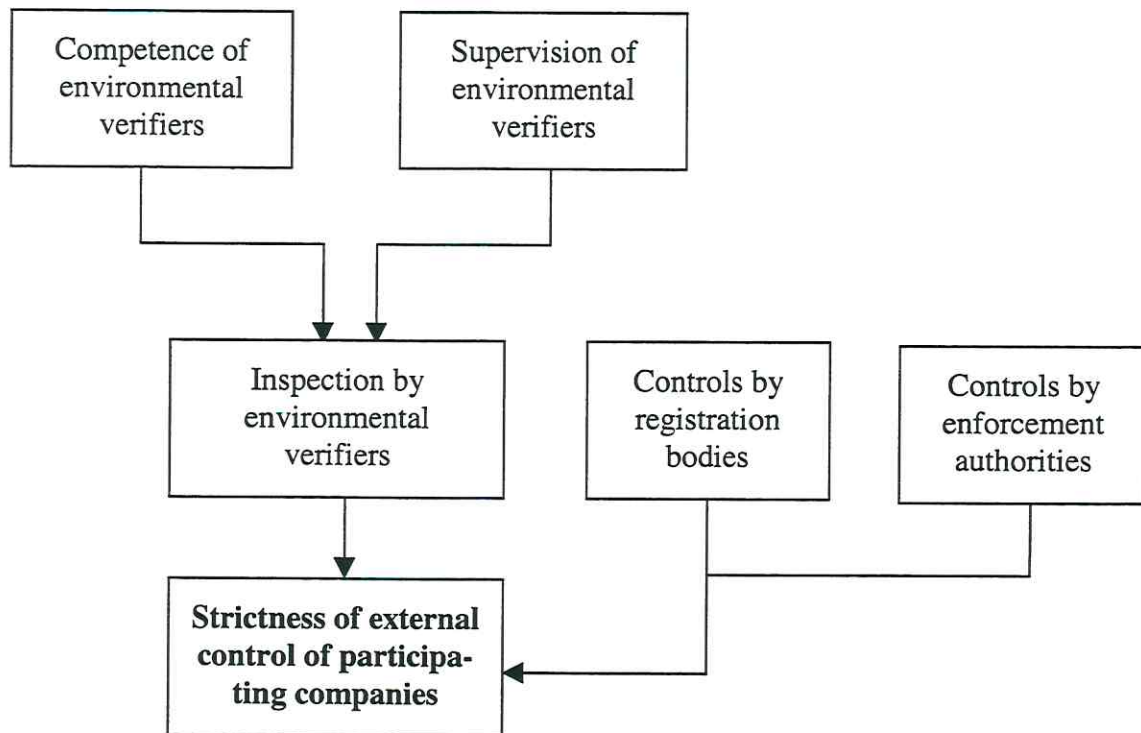 Competence of
environmental
verifiers
Supervision of
environmental
verifiers
Inspection by
environmental
verifiers
Controls by
registration
bodies
Controls by
enforcement
authorities
Strictness of external
control of participa-
ting companies